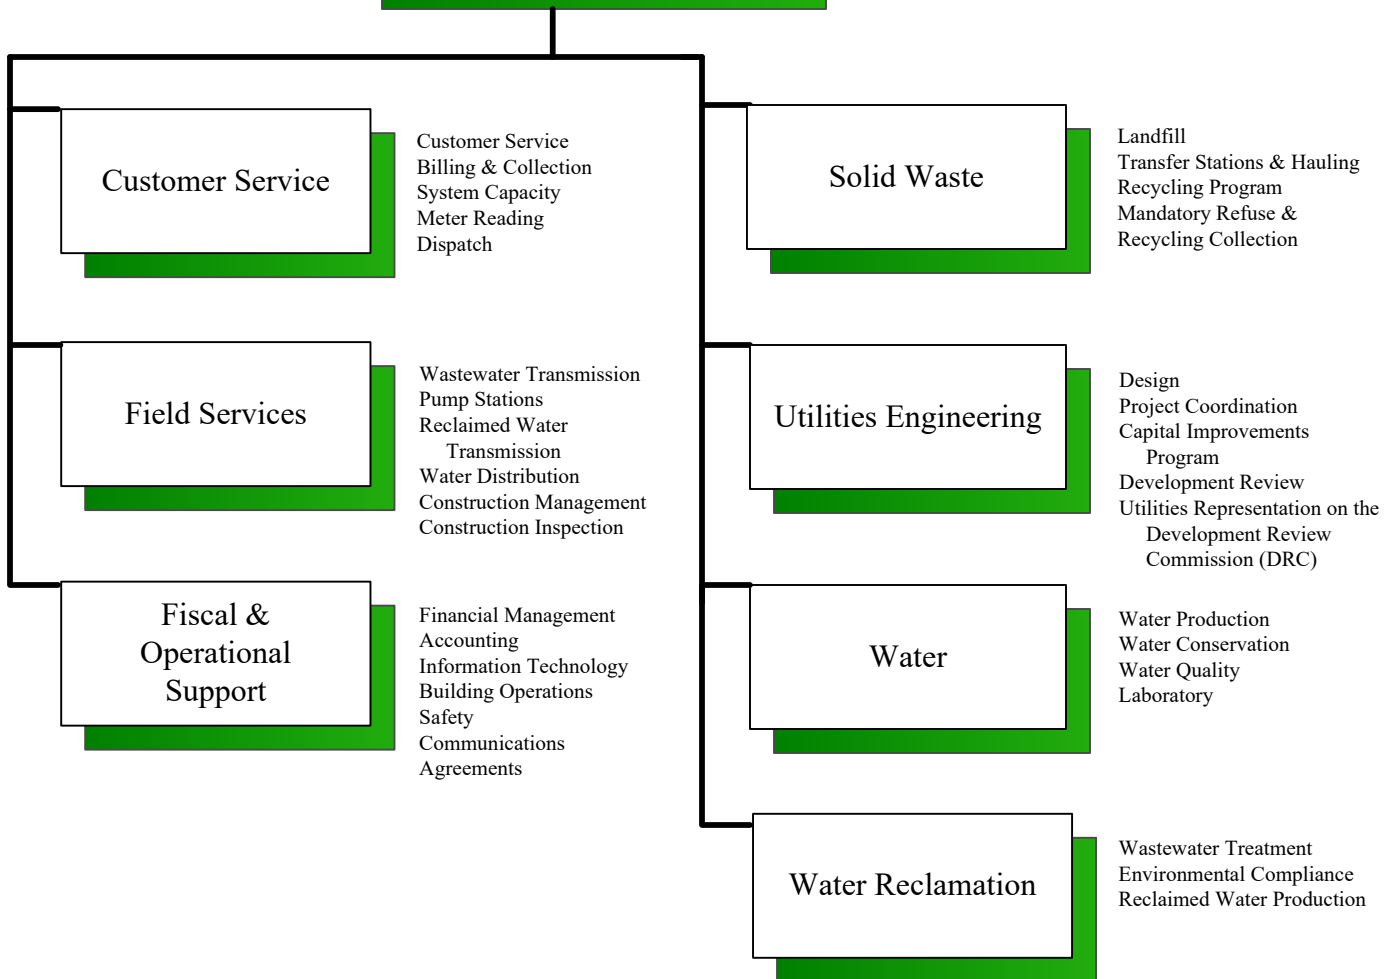 Customer Service
Customer Service
Billing & Collection
System Capacity
Meter Reading
Dispatch
Field Services
Wastewater Transmission
Pump Stations
Reclaimed Water
Transmission
Water Distribution
Construction Management
Construction Inspection
Fiscal &
Operational
Support
Financial Management
Accounting
Information Technology
Building Operations
Safety
Communications
Agreements
Solid Waste
Landfill
Transfer Stations & Hauling
Recycling Program
Mandatory Refuse &
Recycling Collection
Utilities Engineering
Design
Project Coordination
Capital Improvements
Program
Development Review
Utilities Representation on the
Development Review
Commission (DRC)
Water
Water Production
Water Conservation
Water Quality
Laboratory
Water Reclamation
Wastewater Treatment
Environmental Compliance
Reclaimed Water Production